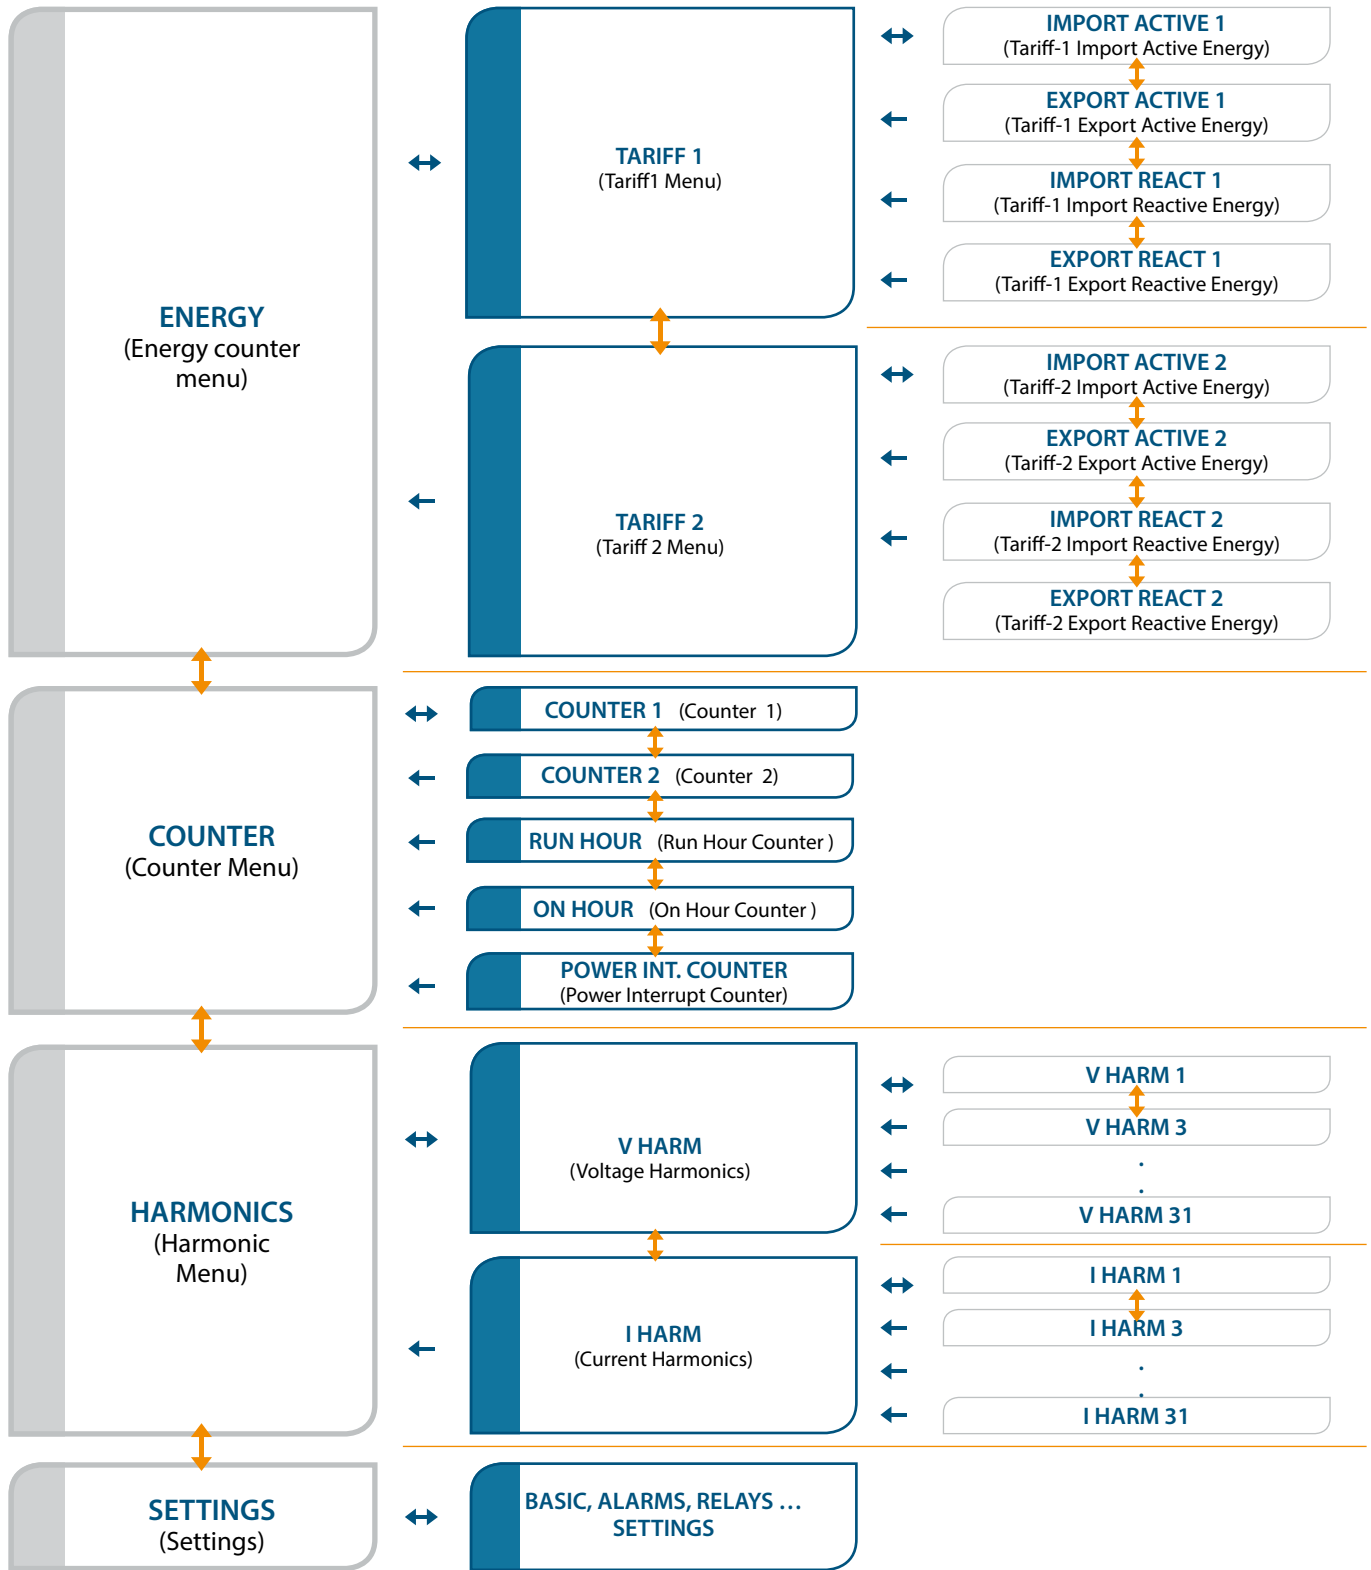 ENERGY
(Energy counter
menu)
TARIFF 1
(Tariff1 Menu)
IMPORT ACTIVE 1
(Tariff-1 Import Active Energy)
EXPORT ACTIVE 1
(Tariff-1 Export Active Energy)
IMPORT REACT 1
(Tariff-1 Import Reactive Energy)
EXPORT REACT 1
(Tariff-1 Export Reactive Energy)
TARIFF 2
(Tariff 2 Menu)
IMPORT ACTIVE 2
(Tariff-2 Import Active Energy)
EXPORT ACTIVE 2
(Tariff-2 Export Active Energy)
IMPORT REACT 2
(Tariff-2 Import Reactive Energy)
EXPORT REACT 2
(Tariff-2 Export Reactive Energy)
COUNTER
(Counter Menu)
COUNTER 1 (Counter 1)
COUNTER 2 (Counter 2)
RUN HOUR (Run Hour Counter )
ON HOUR (On Hour Counter )
POWER INT. COUNTER
(Power Interrupt Counter)
HARMONICS
(Harmonic
Menu)
V HARM
(Voltage Harmonics)
V HARM 1
V HARM 3
.
.
V HARM 31
I HARM
(Current Harmonics)
I HARM 1
I HARM 3
.
.
I HARM 31
SETTINGS
(Settings)
BASIC, ALARMS, RELAYS …
SETTINGS